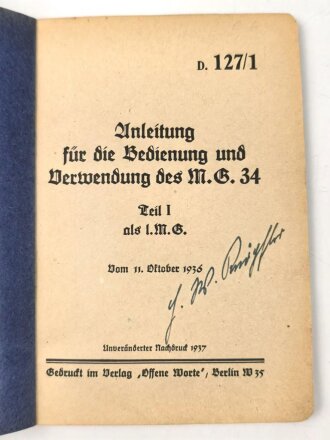 D. 127/1
Anleitung
für die Bedienung und
Verwendung des M.G. 34
Teil I
als l.M.G.
Vom 11. Oktober 1936
Unveränderter Nachdruck 1937
Gedruckt im Verlag „Offene Worte“, Berlin W 35